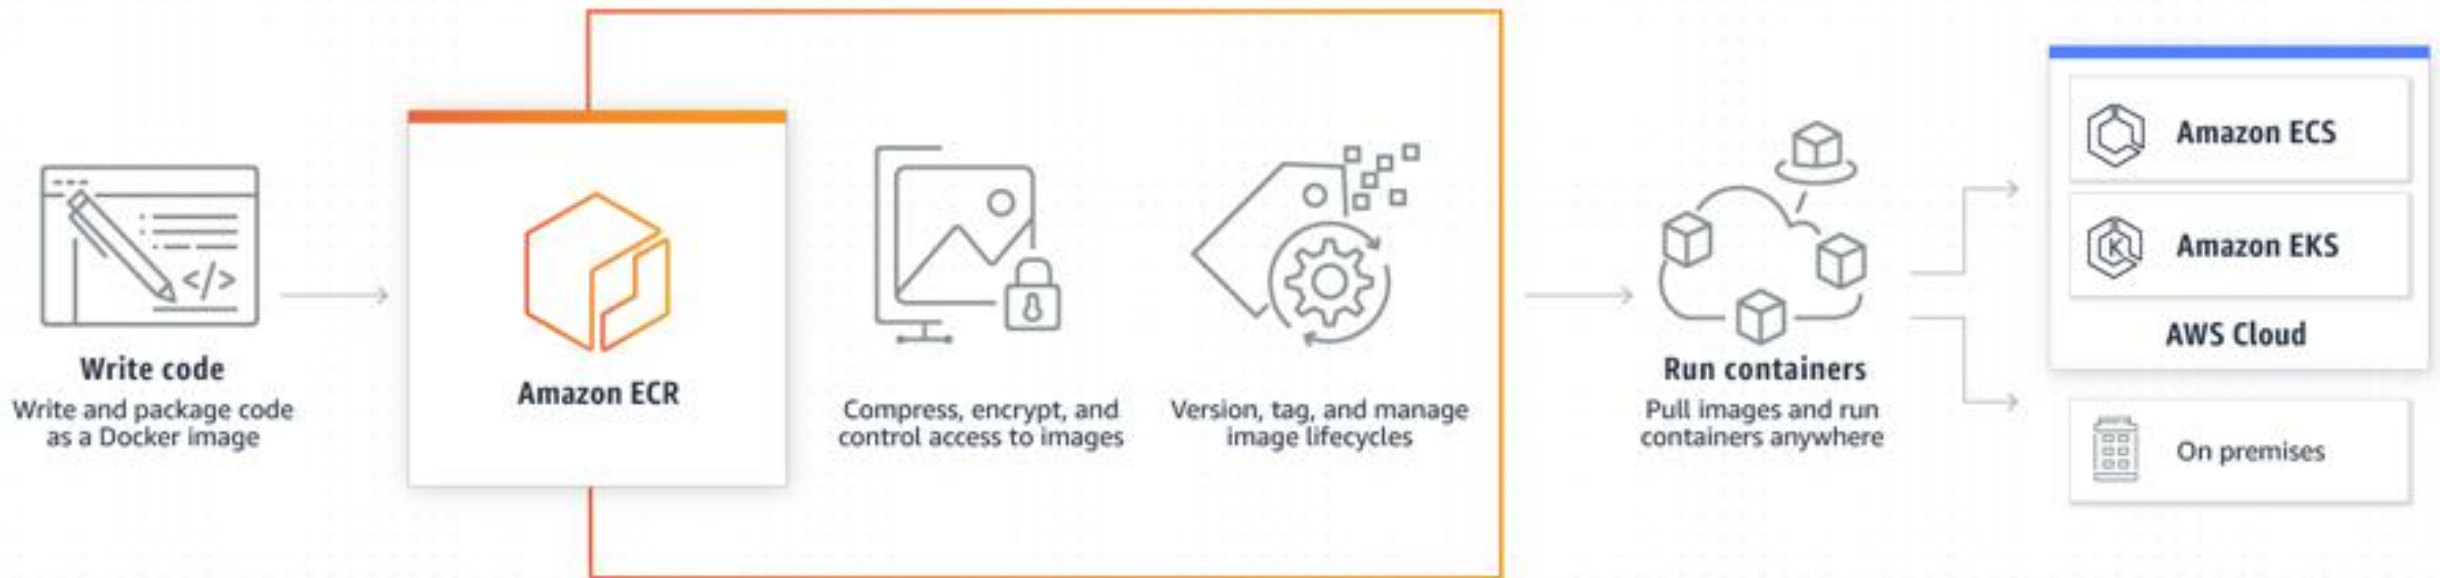 Write code
Write and package code
as a Docker image
</>
Amazon ECR
Compress, encrypt, and
control access to images
Version, tag, and manage
image lifecycles
Run containers
Pull images and run
containers anywhere
Amazon ECS
K
Amazon EKS
AWS Cloud
On premises